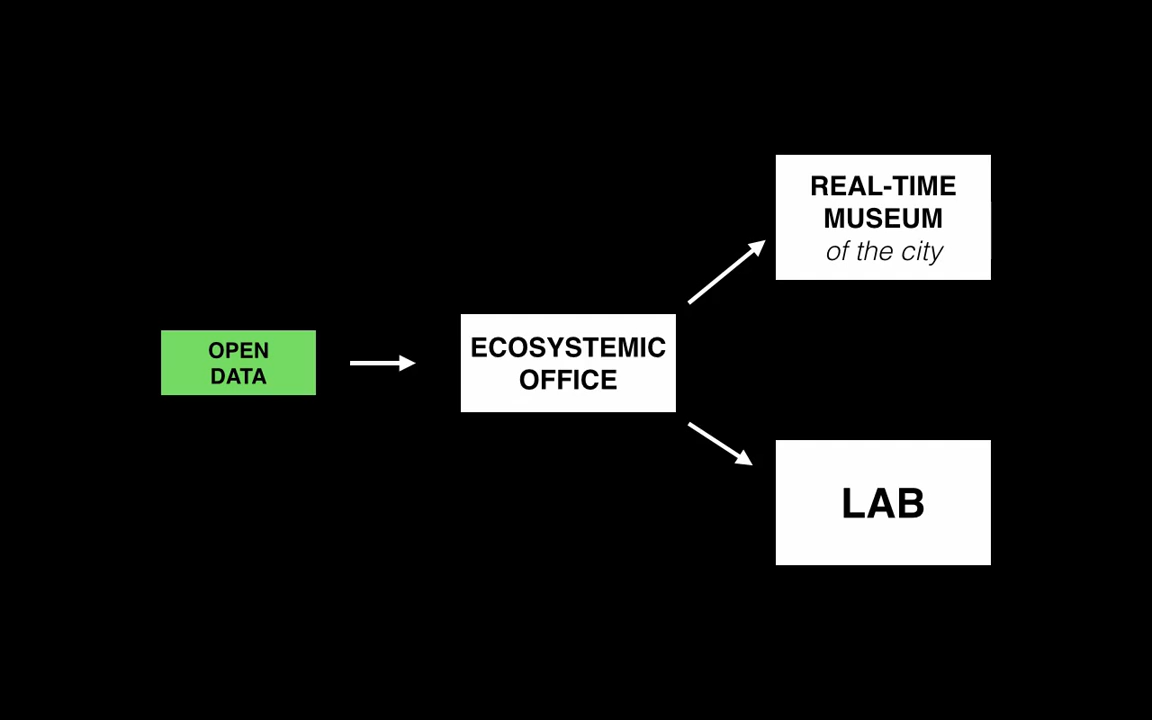 OPEN
DATA
ECOSYSTEMIC
OFFICE
REAL-TIME
MUSEUM
of the city
LAB